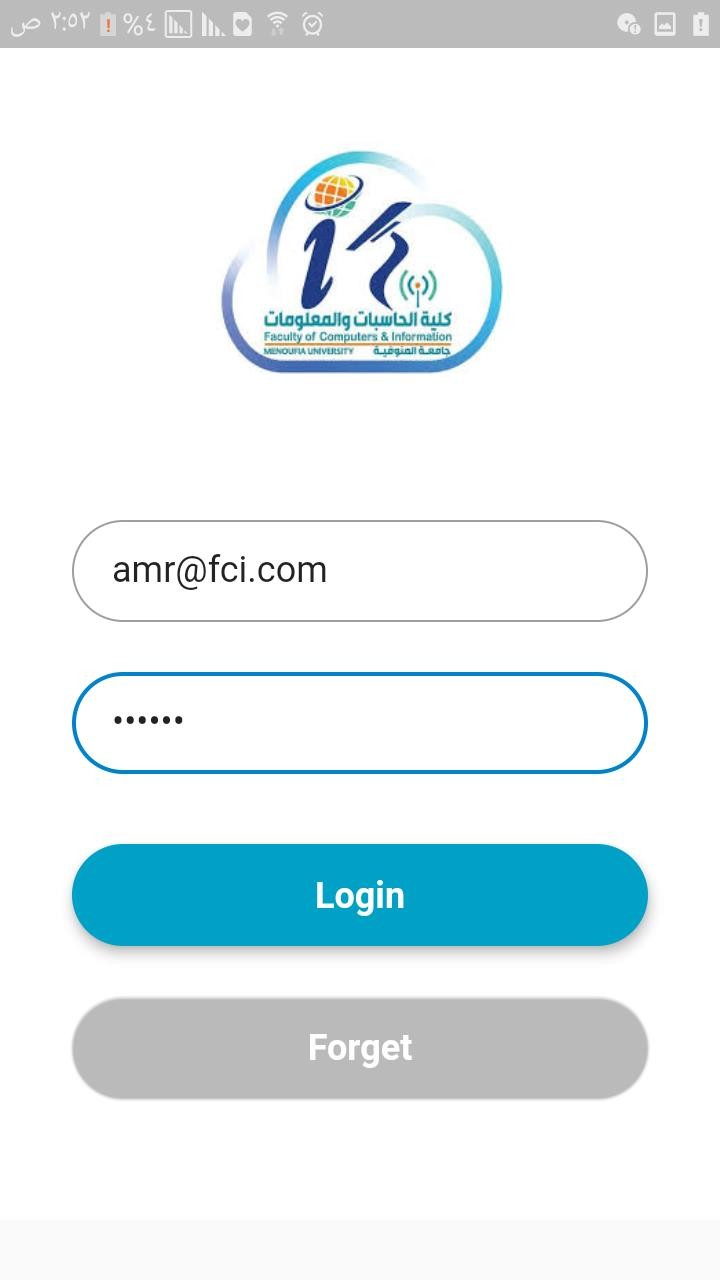 ٢:٥٢ ص
٤%
كلية الحاسبات والمعلومات
Faculty of Computers & Information
MENOUFIA UNIVERSITY جامعة المنوفية
amr@fci.com
••••••
Login
Forget